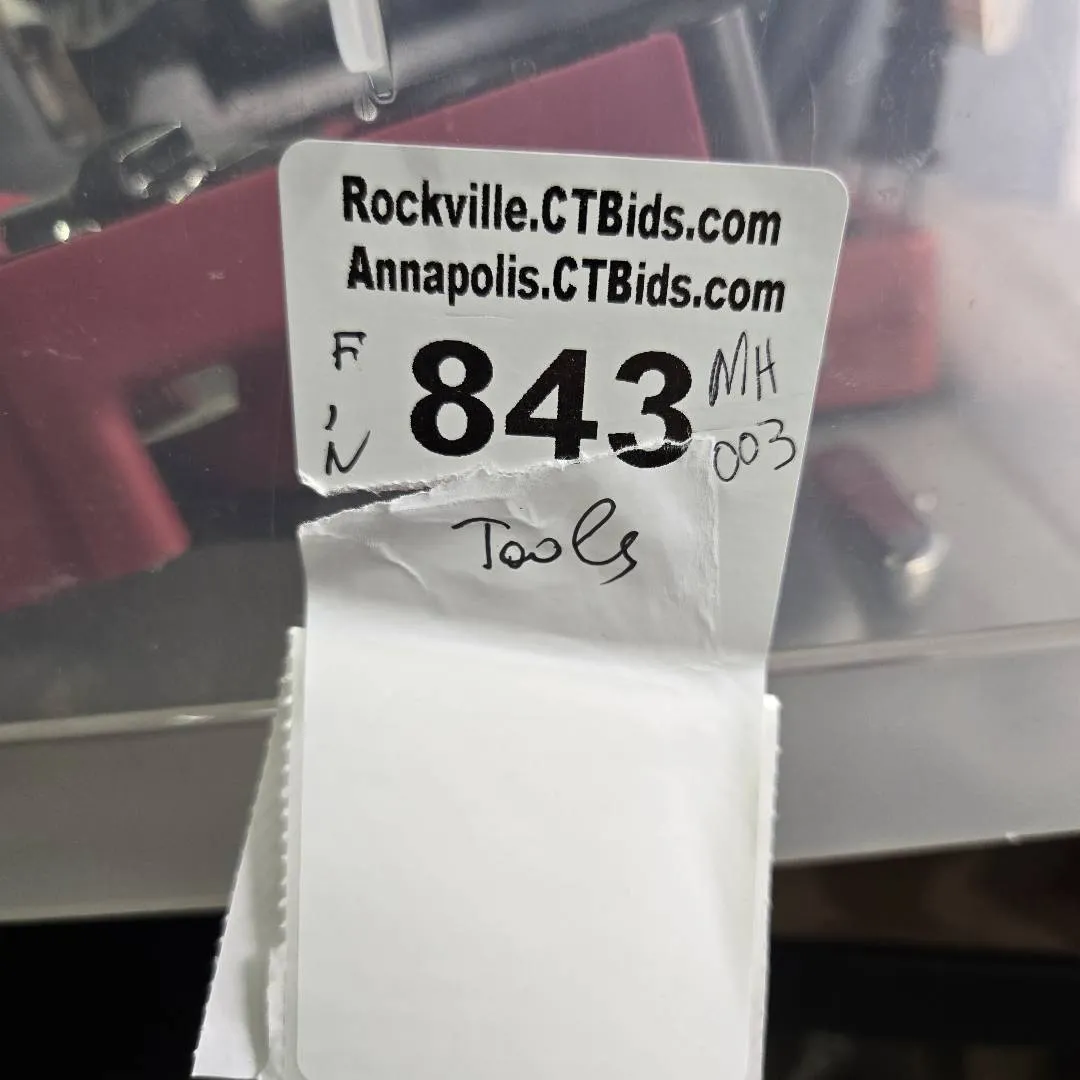 Rockville.CTBids.com
Annapolis.CTBids.com
F 843 MH
, N 003
Tools